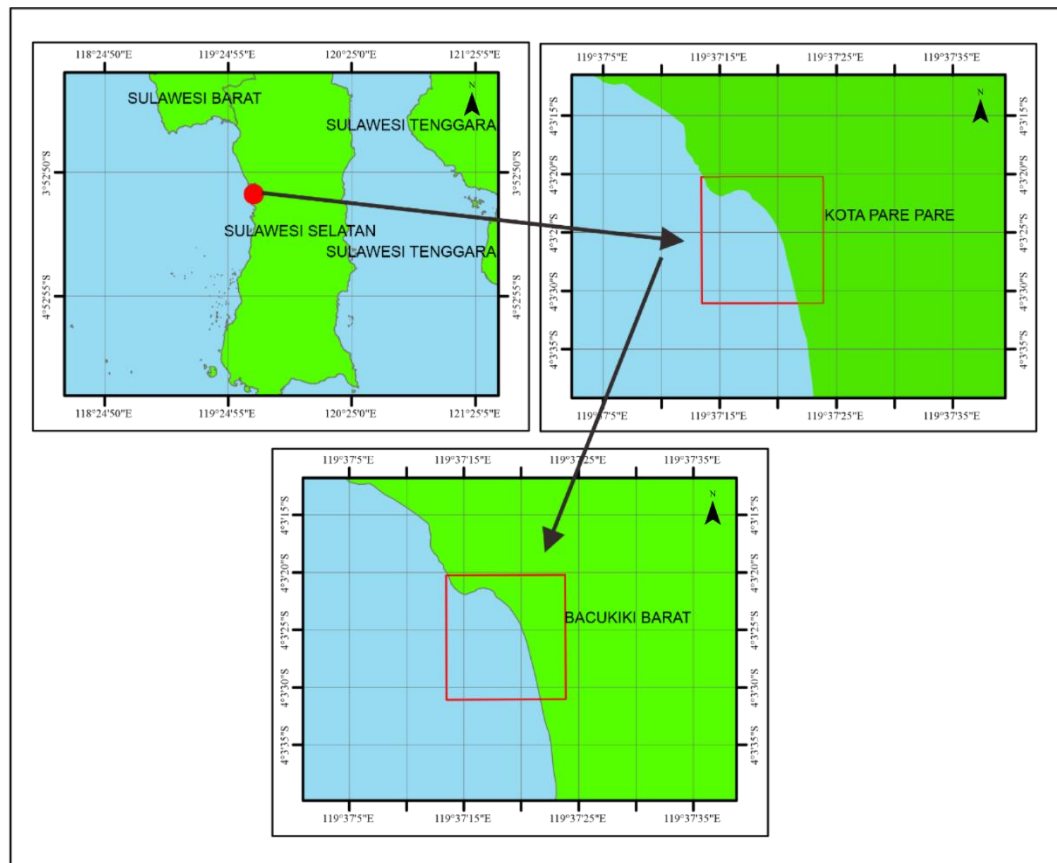 118°24'50"E 119°24'55"E 120°25'0"E 121°25'5"E
N
SULAWESI BARAT
SULAWESI TENGGARA
3°52'50"S 3°52'50"S
SULAWESI SELATAN
SULAWESI TENGGARA
4°52'55"S 4°52'55"S
118°24'50"E 119°24'55"E 120°25'0"E 121°25'5"E
119°37'5"E 119°37'15"E 119°37'25"E 119°37'35"E
N
4°3'15"S 4°3'15"S
4°3'20"S 4°3'20"S
KOTA PARE PARE
4°3'25"S 4°3'25"S
4°3'30"S 4°3'30"S
4°3'35"S 4°3'35"S
119°37'5"E 119°37'15"E 119°37'25"E 119°37'35"E
119°37'5"E 119°37'15"E 119°37'25"E 119°37'35"E
N
4°3'15"S 4°3'15"S
4°3'20"S 4°3'20"S
BACUKIKI BARAT
4°3'25"S 4°3'25"S
4°3'30"S 4°3'30"S
4°3'35"S 4°3'35"S
119°37'5"E 119°37'15"E 119°37'25"E 119°37'35"E